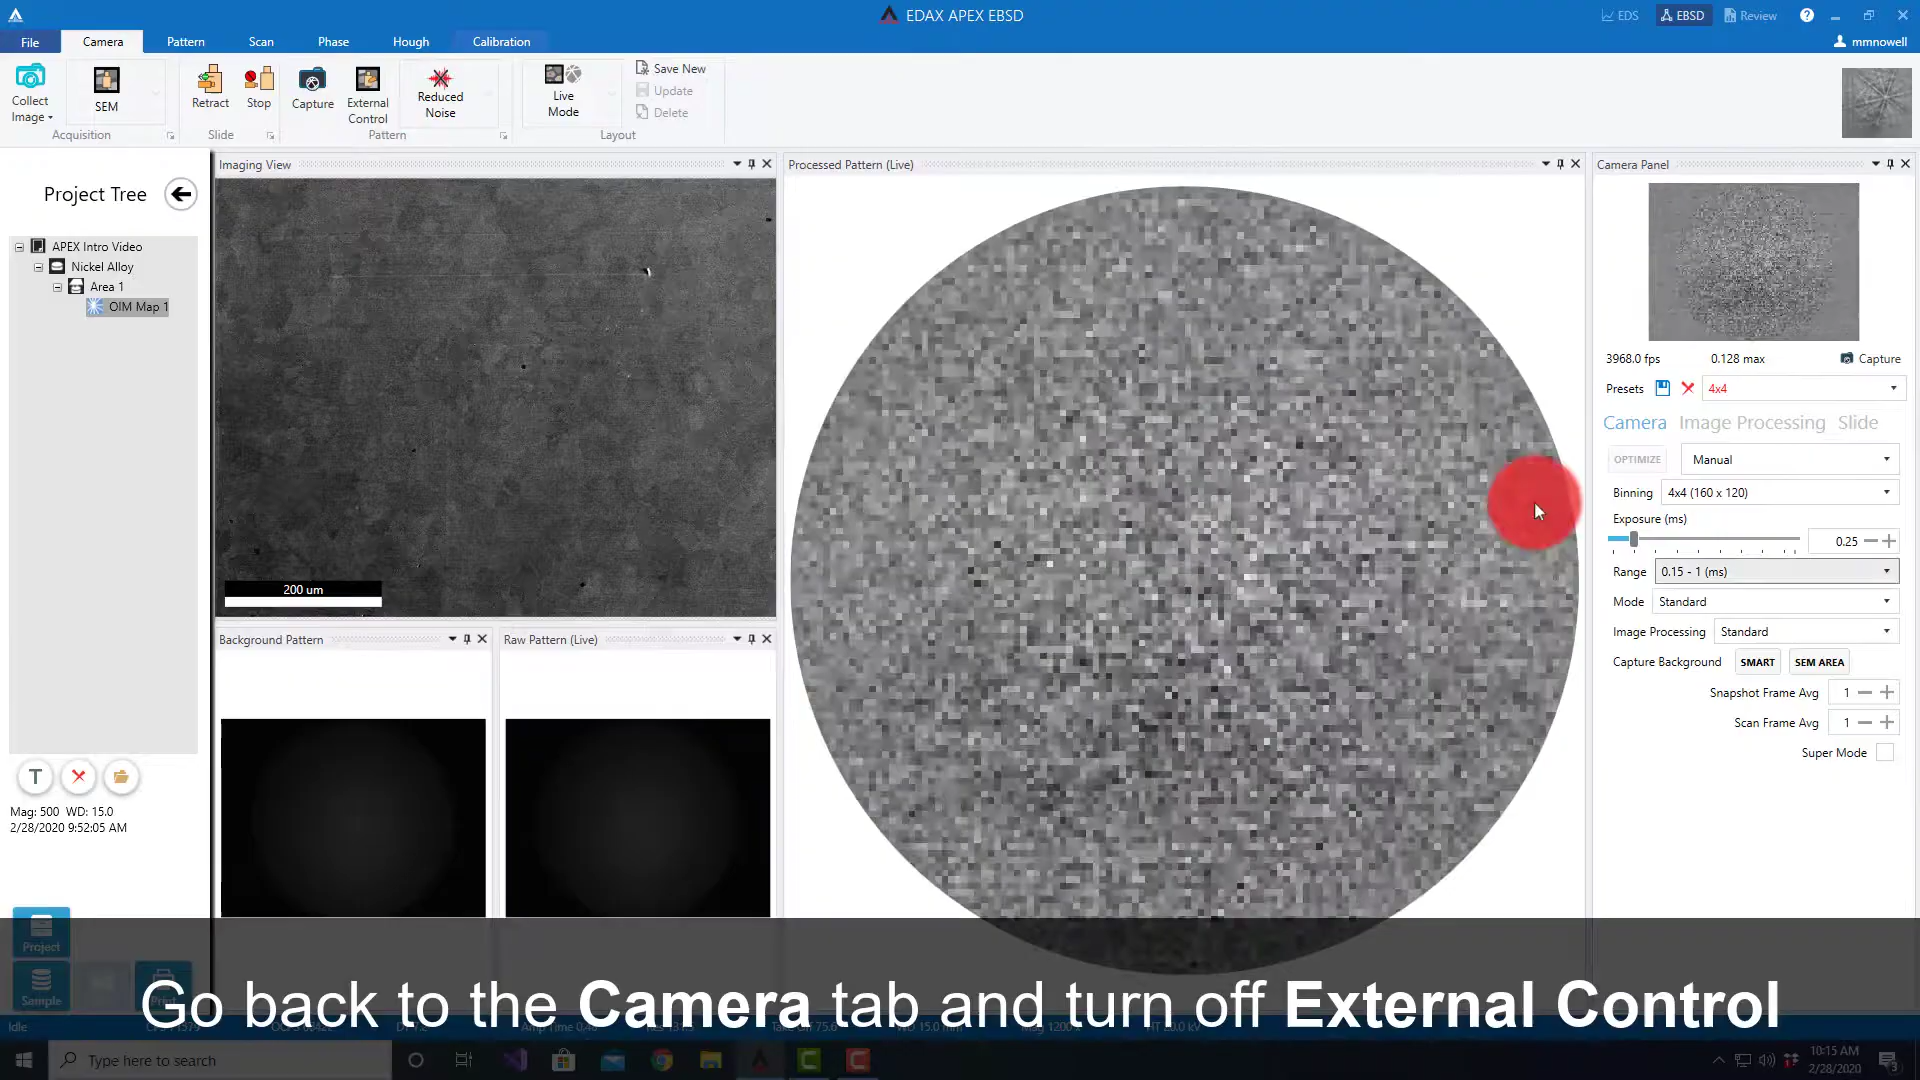 EDAX APEX EBSD
EDS
EBSD
Review
File
Camera
Pattern
Scan
Phase
Hough
Calibration
mmnowell
Collect
Image
SEM
Retract
Stop
Capture
External
Control
Reduced
Noise
Live
Mode
Save New
Update
Delete
Acquisition
Slide
Pattern
Layout
Project Tree
APEX Intro Video
Nickel Alloy
Area 1
OIM Map 1
T
Mag: 500 WD: 15.0
2/28/2020 9:52:05 AM
Imaging View
200 um
Background Pattern
Raw Pattern (Live)
Processed Pattern (Live)
Camera Panel
3968.0 fps
0.128 max
Capture
Presets
4x4
Camera Image Processing Slide
OPTIMIZE
Manual
Binning
4x4 (160 x 120)
Exposure (ms)
0.25
Range
0.15 - 1 (ms)
Mode
Standard
Image Processing
Standard
Capture Background
SMART
SEM AREA
Snapshot Frame Avg
1
Scan Frame Avg
1
Super Mode
Project
Sample
Print
Go back to the Camera tab and turn off External Control
Idle
Type here to search
10:15 AM
2/28/2020
3